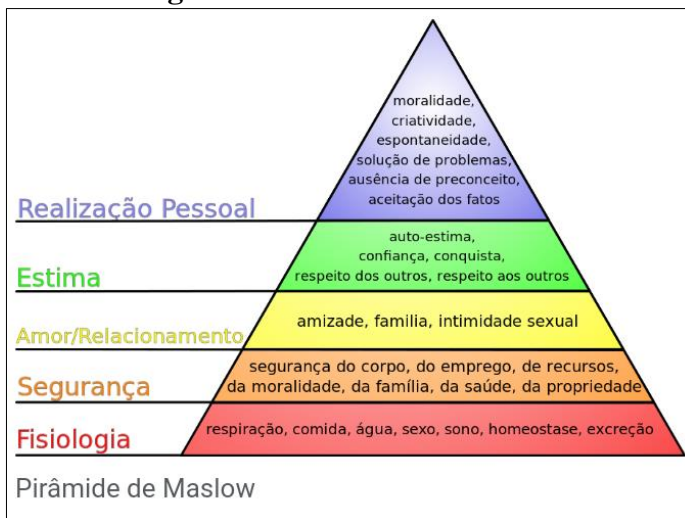 moralidade,
criatividade,
espontaneidade,
solução de problemas,
ausência de preconceito,
aceitação dos fatos
Realização Pessoal
auto-estima,
confiança, conquista,
respeito dos outros, respeito aos outros
Estima
amizade, familia, intimidade sexual
Amor/Relacionamento
segurança do corpo, do emprego, de recursos,
da moralidade, da família, da saúde, da propriedade
Segurança
respiração, comida, água, sexo, sono, homeostase, excreção
Fisiologia
Pirâmide de Maslow